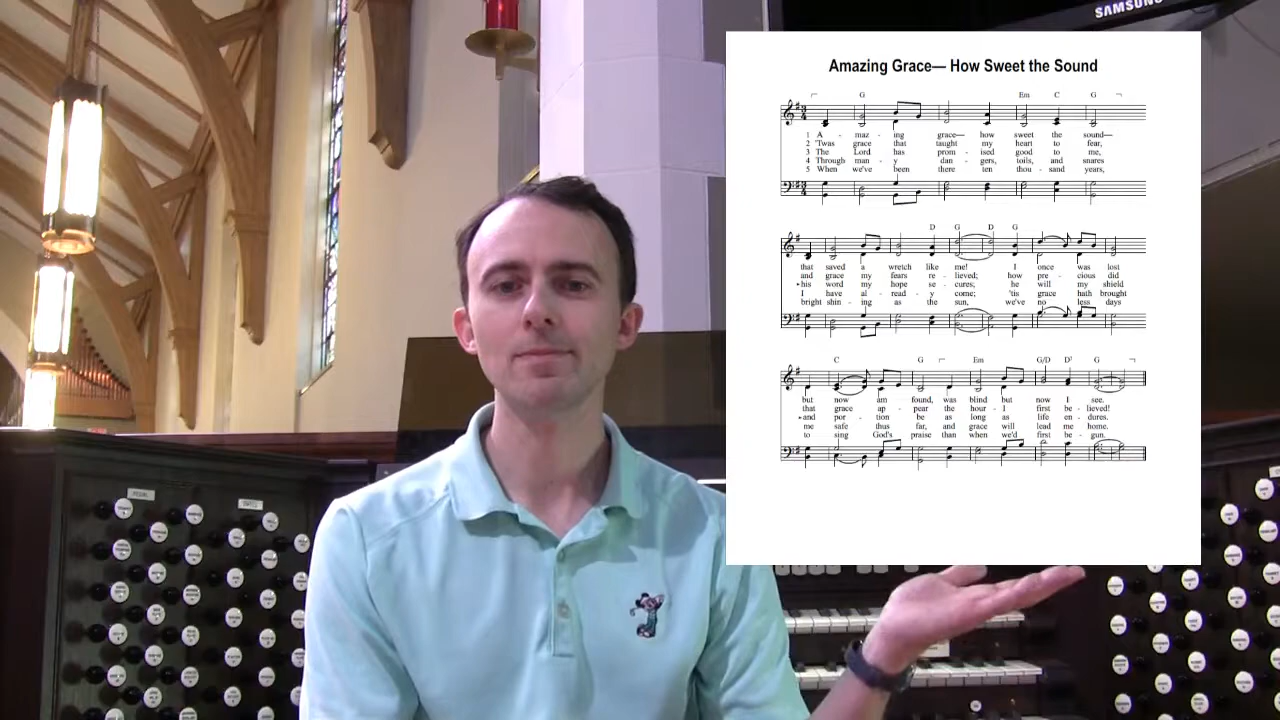 SAMSUNG
Amazing Grace— How Sweet the Sound
G Em C G
1 A - maz - ing grace— how sweet the sound—
2 'Twas grace that taught my heart to fear,
3 The Lord has prom - ised good to me,
4 Through man - y dan - gers, toils, and snares
5 When we've been there ten thou - sand years,
D G D G
that saved a wretch like me! I once was lost
and grace my fears re - lieved; how pre - cious did
his word my hope se - cures; he will my shield
I have al - read - y come; 'tis grace hath brought
bright shin - ing as the sun, we've no less days
C G Em G/D D7 G
but now am found, was blind but now I see.
that grace ap - pear the hour I first be - lieved!
and por - tion be as long as life en - dures.
me safe thus far, and grace will lead me home.
to sing God's praise than when we'd first be - gun.